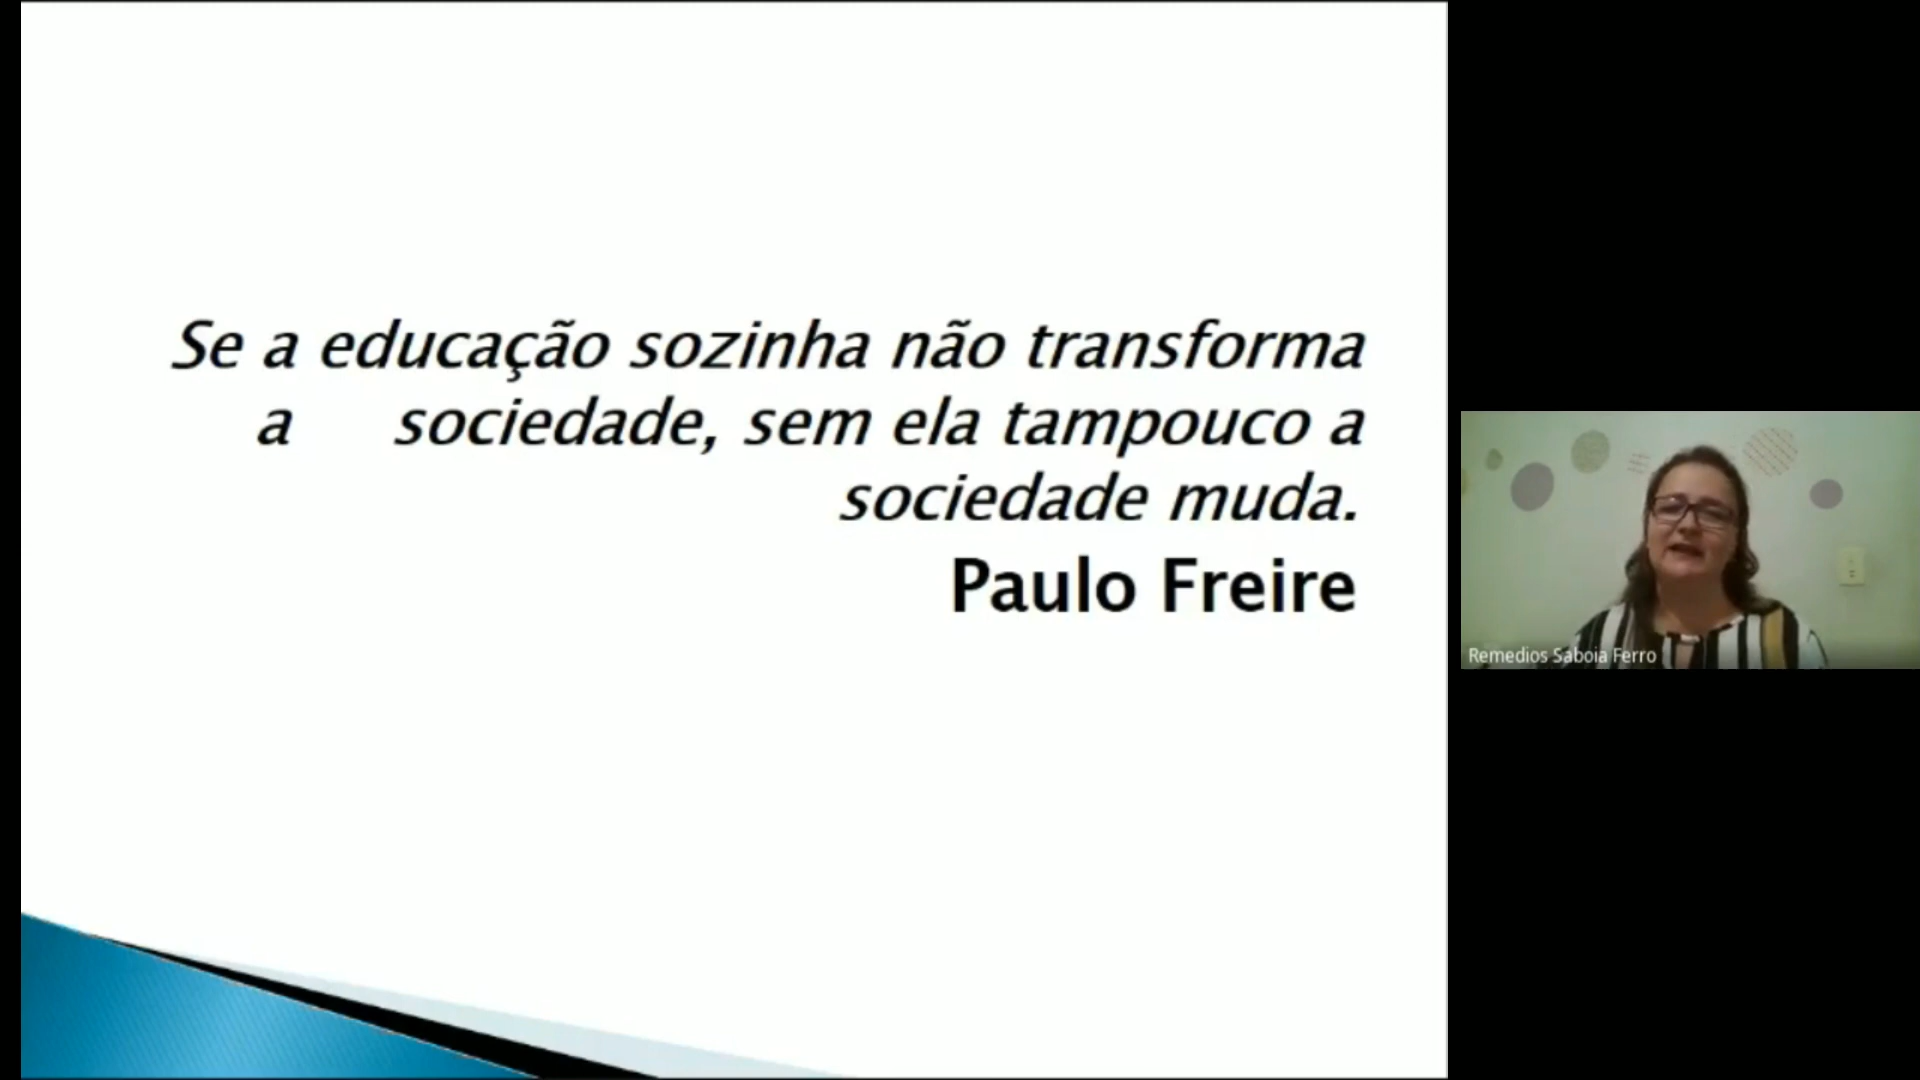 Se a educação sozinha não transforma
a sociedade, sem ela tampouco a
sociedade muda.
Paulo Freire
Remedios Saboia Ferro